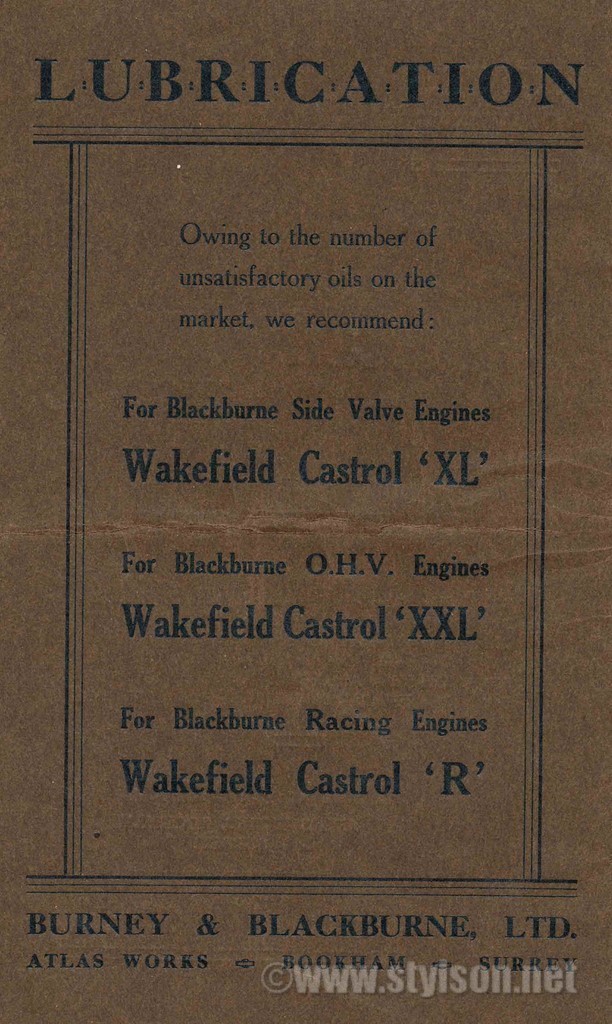 L·U·B·R·I·C·A·T·I·O·N
Owing to the number of
unsatisfactory oils on the
market, we recommend:
For Blackburne Side Valve Engines
Wakefield Castrol ‘XL’
For Blackburne O.H.V. Engines
Wakefield Castrol ‘XXL’
For Blackburne Racing Engines
Wakefield Castrol ‘R’
BURNEY & BLACKBURNE, LTD.
ATLAS WORKS BOOKHAM SURREY
©www.stylson.net